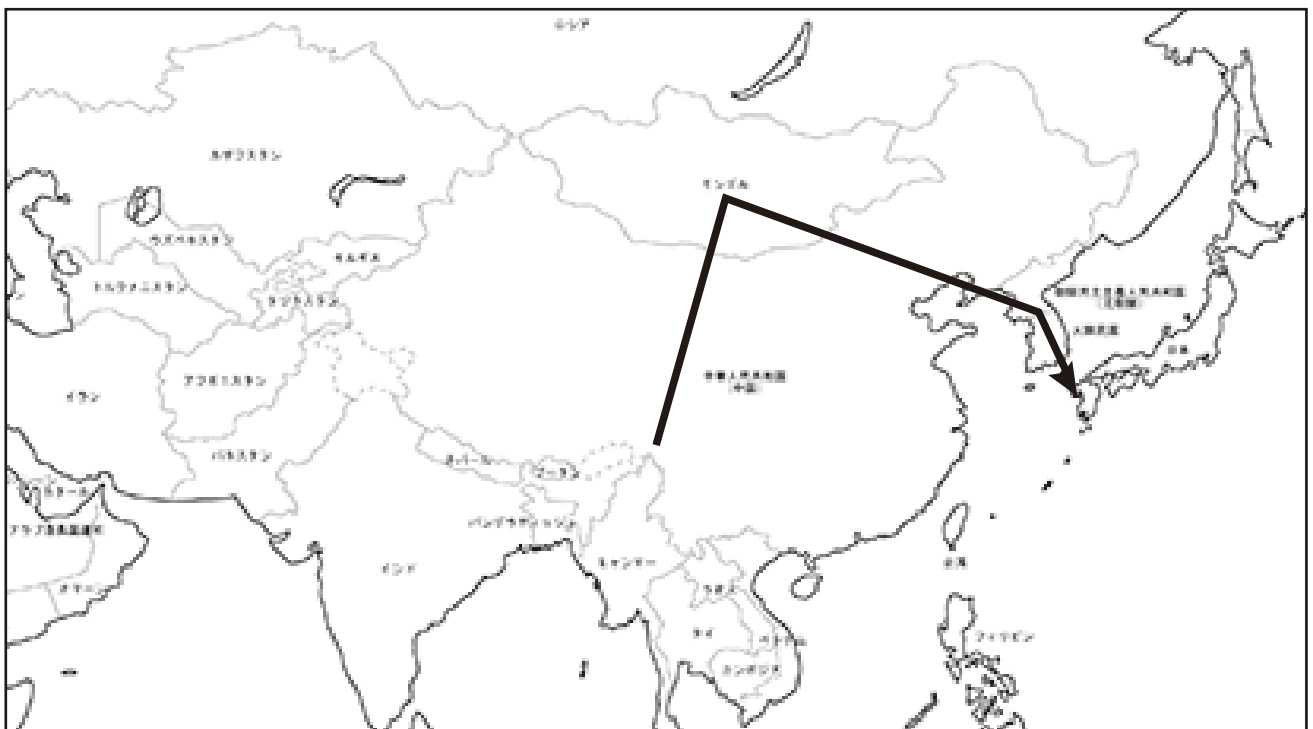 ロシア
カザフスタン
モンゴル
ウズベキスタン
キルギス
トルクメニスタン
タジキスタン
朝鮮民主主義人民共和国
(北朝鮮)
大韓民国
日本
アフガニスタン
中華人民共和国
(中国)
イラン
パキスタン
ネパール
ブータン
カタール
バングラデッシュ
アラブ首長国連邦
ミャンマー
インド
台湾
オマーン
ラオス
タイ
ベトナム
フィリピン
カンボジア